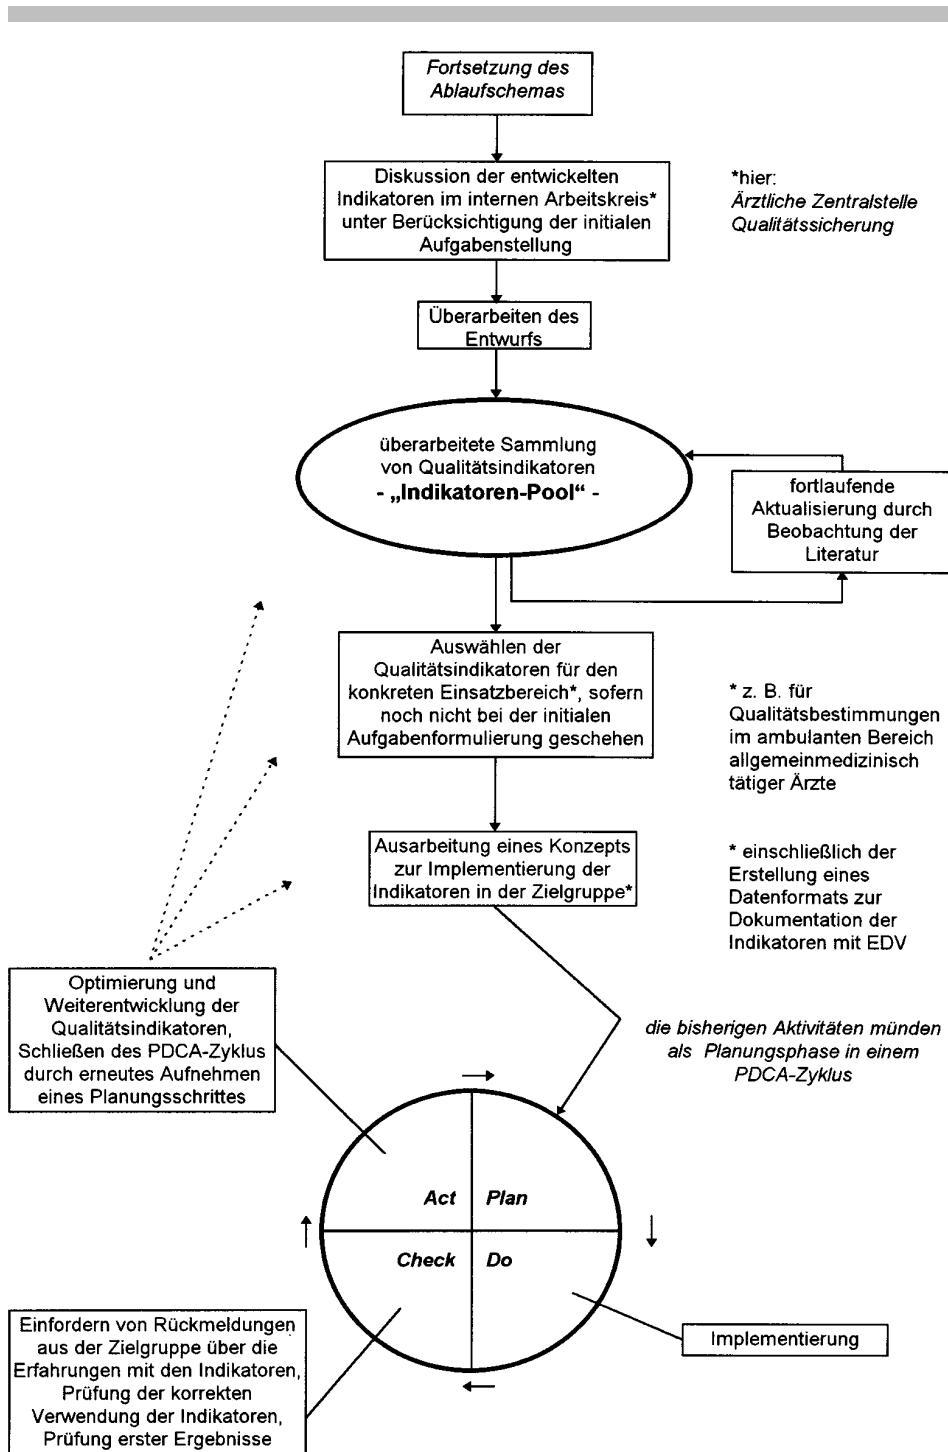 Fortsetzung des
Ablaufschemas
Diskussion der entwickelten
Indikatoren im internen Arbeitskreis*
unter Berücksichtigung der initialen
Aufgabenstellung
*hier:
Ärztliche Zentralstelle
Qualitätssicherung
Überarbeiten des
Entwurfs
überarbeitete Sammlung
von Qualitätsindikatoren
- „Indikatoren-Pool“ -
fortlaufende
Aktualisierung durch
Beobachtung der
Literatur
Auswählen der
Qualitätsindikatoren für den
konkreten Einsatzbereich*, sofern
noch nicht bei der initialen
Aufgabenformulierung geschehen
* z. B. für
Qualitätsbestimmungen
im ambulanten Bereich
allgemeinmedizinisch
tätiger Ärzte
Ausarbeitung eines Konzepts
zur Implementierung der
Indikatoren in der Zielgruppe*
* einschließlich der
Erstellung eines
Datenformats zur
Dokumentation der
Indikatoren mit EDV
Optimierung und
Weiterentwicklung der
Qualitätsindikatoren,
Schließen des PDCA-Zyklus
durch erneutes Aufnehmen
eines Planungsschrittes
die bisherigen Aktivitäten münden
als Planungsphase in einem
PDCA-Zyklus
Act Plan
Check Do
Einfordern von Rückmeldungen
aus der Zielgruppe über die
Erfahrungen mit den Indikatoren,
Prüfung der korrekten
Verwendung der Indikatoren,
Prüfung erster Ergebnisse
Implementierung